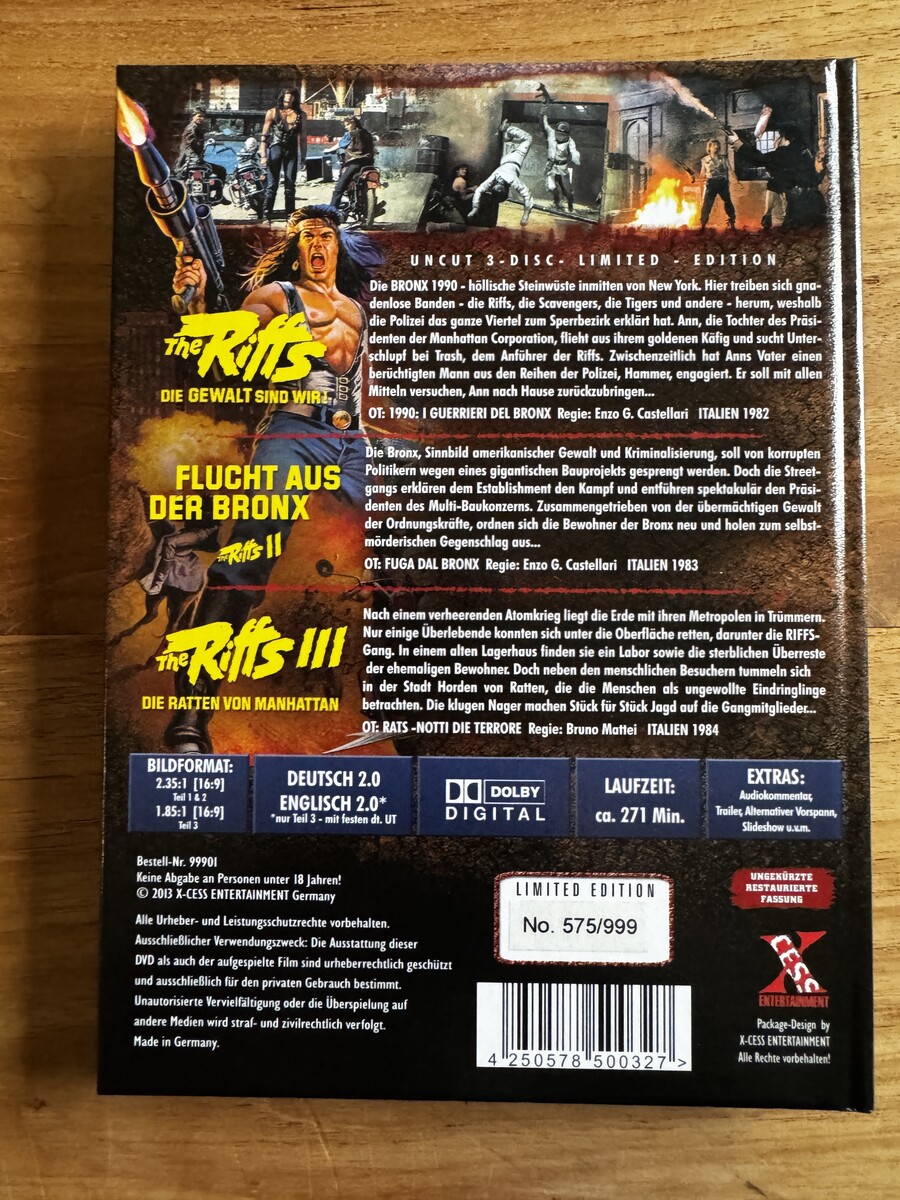 UNCUT 3-DISC- LIMITED - EDITION
The Riffs
DIE GEWALT SIND WIR!
Die BRONX 1990 - höllische Steinwüste inmitten von New York. Hier treiben sich gna-
denlose Banden - die Riffs, die Scavengers, die Tigers und andere - herum, weshalb
die Polizei das ganze Viertel zum Sperrbezirk erklärt hat. Ann, die Tochter des Präsi-
denten der Manhattan Corporation, flieht aus ihrem goldenen Käfig und sucht Unter-
schlupf bei Trash, dem Anführer der Riffs. Zwischenzeitlich hat Anns Vater einen
berüchtigten Mann aus den Reihen der Polizei, Hammer, engagiert. Er soll mit allen
Mitteln versuchen, Ann nach Hause zurückzubringen...
OT: 1990: I GUERRIERI DEL BRONX Regie: Enzo G. Castellari ITALIEN 1982
FLUCHT AUS
DER BRONX
The Riffs II
Die Bronx, Sinnbild amerikanischer Gewalt und Kriminalisierung, soll von korrupten
Politikern wegen eines gigantischen Bauprojekts gesprengt werden. Doch die Street-
gangs erklären dem Establishment den Kampf und entführen spektakulär den Präsi-
denten des Multi-Baukonzerns. Zusammengetrieben von der übermächtigen Gewalt
der Ordnungskräfte, ordnen sich die Bewohner der Bronx neu und holen zum selbst-
mörderischen Gegenschlag aus...
OT: FUGA DAL BRONX Regie: Enzo G. Castellari ITALIEN 1983
The Riffs III
DIE RATTEN VON MANHATTAN
Nach einem verheerenden Atomkrieg liegt die Erde mit ihren Metropolen in Trümmern.
Nur einige Überlebende konnten sich unter die Oberfläche retten, darunter die RIFFS-
Gang. In einem alten Lagerhaus finden sie ein Labor sowie die sterblichen Überreste
der ehemaligen Bewohner. Doch neben den menschlichen Besuchern tummeln sich
in der Stadt Horden von Ratten, die die Menschen als ungewollte Eindringlinge
betrachten. Die klugen Nager machen Stück für Stück Jagd auf die Gangmitglieder...
OT: RATS -NOTTI DIE TERRORE Regie: Bruno Mattei ITALIEN 1984
BILDFORMAT:
2.35:1 [16:9]
Teil 1 & 2
1.85:1 [16:9]
Teil 3
DEUTSCH 2.0
ENGLISCH 2.0*
*nur Teil 3 - mit festen dt. UT
DOLBY
DIGITAL
LAUFZEIT:
ca. 271 Min.
EXTRAS:
Audiokommentar,
Trailer, Alternativer Vorspann,
Slideshow u.v.m.
Bestell-Nr. 99901
Keine Abgabe an Personen unter 18 Jahren!
© 2013 X-CESS ENTERTAINMENT Germany
Alle Urheber- und Leistungsschutzrechte vorbehalten.
Ausschließlicher Verwendungszweck: Die Ausstattung dieser
DVD als auch der aufgespielte Film sind urheberrechtlich geschützt
und ausschließlich für den privaten Gebrauch bestimmt.
Unautorisierte Vervielfältigung oder die Überspielung auf
andere Medien wird straf- und zivilrechtlich verfolgt.
Made in Germany.
LIMITED EDITION
No. 575/999
4 250578 500327 >
UNGEKÜRZTE
RESTAURIERTE
FASSUNG
XCESS
ENTERTAINMENT
Package-Design by
X-CESS ENTERTAINMENT
Alle Rechte vorbehalten!